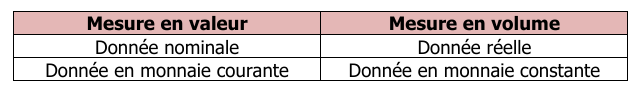 Mesure en valeur Mesure en volume
Donnée nominale Donnée réelle
Donnée en monnaie courante Donnée en monnaie constante